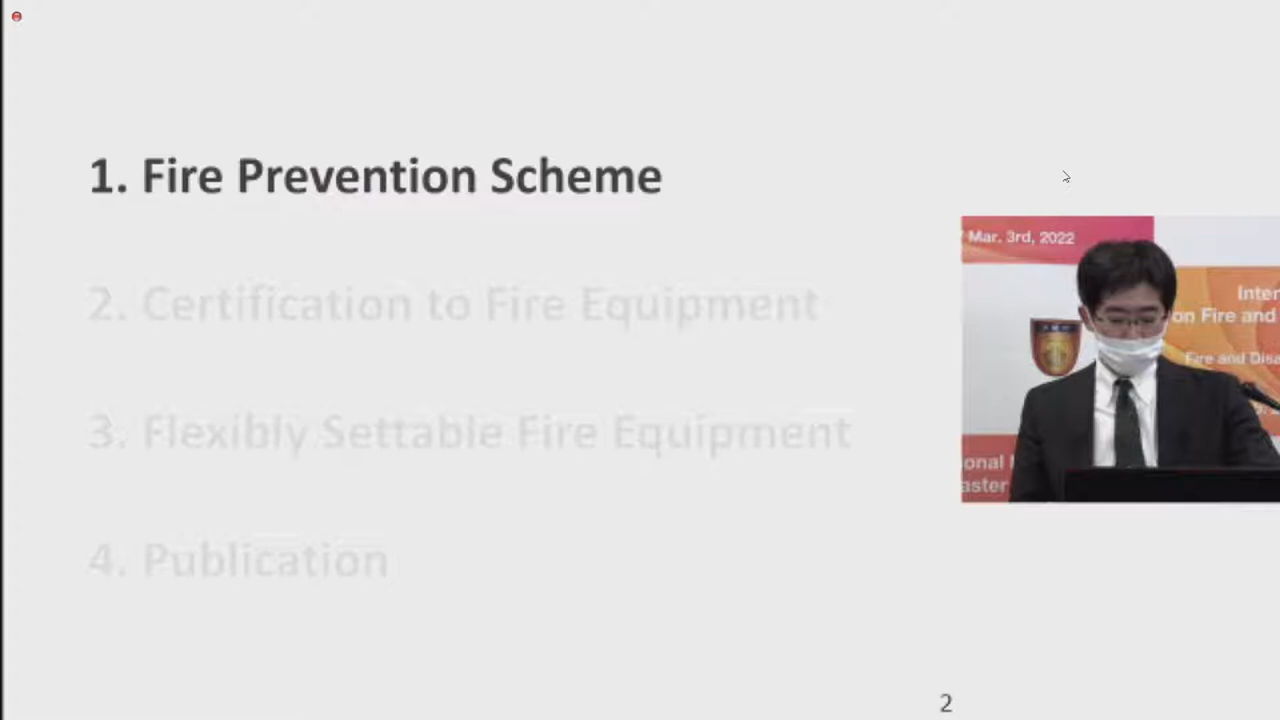 1. Fire Prevention Scheme
2. Certification to Fire Equipment
3. Flexibly Settable Fire Equipment
4. Publication
Mar. 3rd, 2022
Inter
on Fire and
Fire and Disa
onal
aster
2